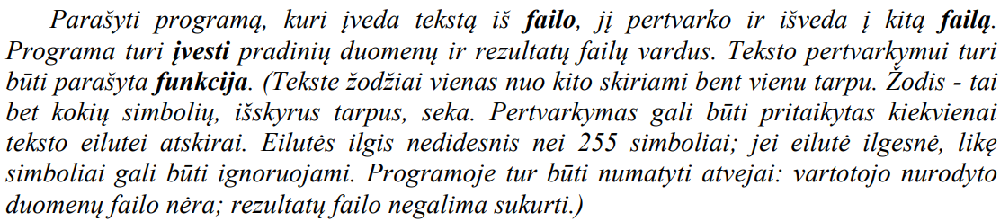 Parašyti programą, kuri įveda tekstą iš failo, jį pertvarko ir išveda į kitą failą.
Programa turi įvesti pradinių duomenų ir rezultatų failų vardus. Teksto pertvarkymui turi
būti parašyta funkcija. (Tekste žodžiai vienas nuo kito skiriami bent vienu tarpu. Žodis - tai
bet kokių simbolių, išskyrus tarpus, seka. Pertvarkymas gali būti pritaikytas kiekvienai
teksto eilutei atskirai. Eilutės ilgis nedidesnis nei 255 simboliai; jei eilutė ilgesnė, likę
simboliai gali būti ignoruojami. Programoje tur būti numatyti atvejai: vartotojo nurodyto
duomenų failo nėra; rezultatų failo negalima sukurti.)